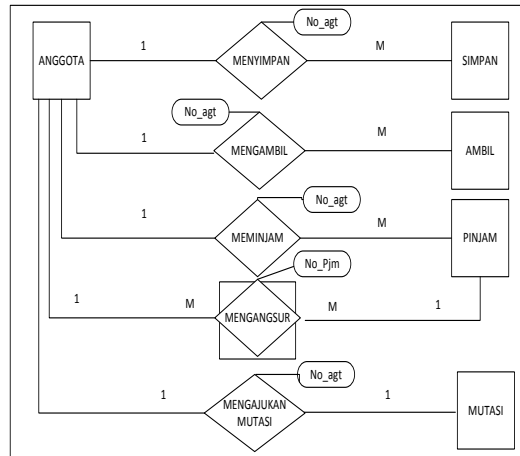 No_agt
ANGGOTA
1
MENYIMPAN
M
SIMPAN
No_agt
1
MENGAMBIL
M
AMBIL
No_agt
1
MEMINJAM
M
PINJAM
No_Pjm
1
M
MENGANGSUR
M
1
No_agt
1
MENGAJUKAN
MUTASI
1
MUTASI